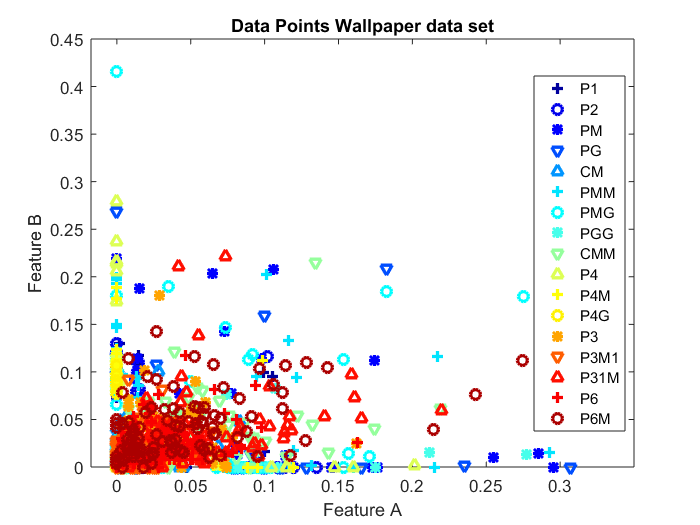 Data Points Wallpaper data set
0.45
0.4
0.35
0.3
0.25
0.2
0.15
0.1
0.05
0
Feature B
0 0.05 0.1 0.15 0.2 0.25 0.3
Feature A
P1
P2
PM
PG
CM
PMM
PMG
PGG
CMM
P4
P4M
P4G
P3
P3M1
P31M
P6
P6M